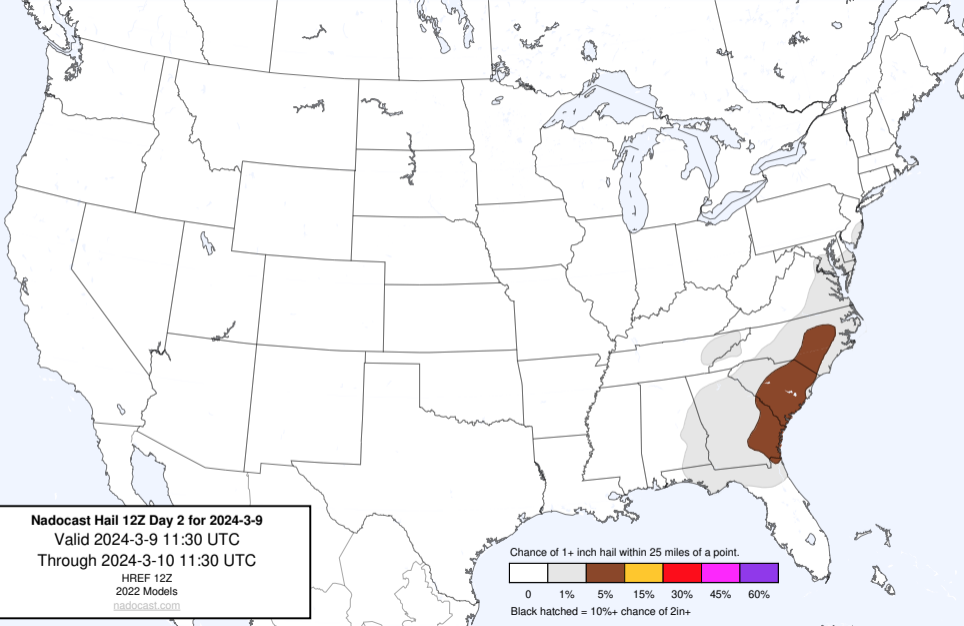 Nadocast Hail 12Z Day 2 for 2024-3-9
Valid 2024-3-9 11:30 UTC
Through 2024-3-10 11:30 UTC
HREF 12Z
2022 Models
nadocast.com
Chance of 1+ inch hail within 25 miles of a point.
0 1% 5% 15% 30% 45% 60%
Black hatched = 10%+ chance of 2in+